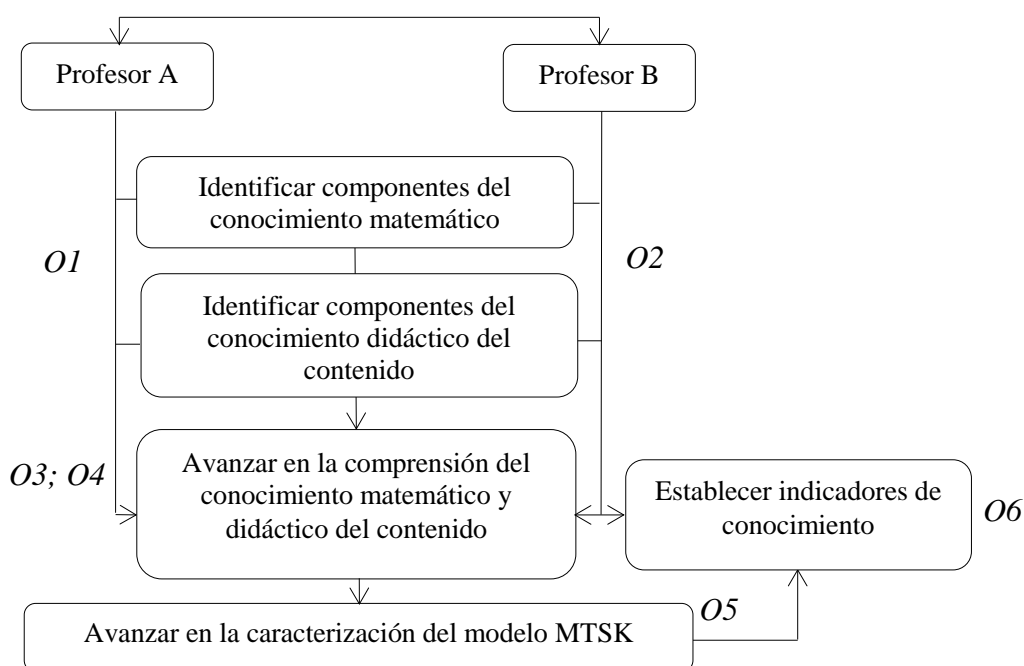 Profesor A
Profesor B
Identificar componentes del
conocimiento matemático
O1
O2
Identificar componentes del
conocimiento didáctico del
contenido
O3; O4
Avanzar en la comprensión del
conocimiento matemático y
didáctico del contenido
Establecer indicadores de
conocimiento
O6
O5
Avanzar en la caracterización del modelo MTSK